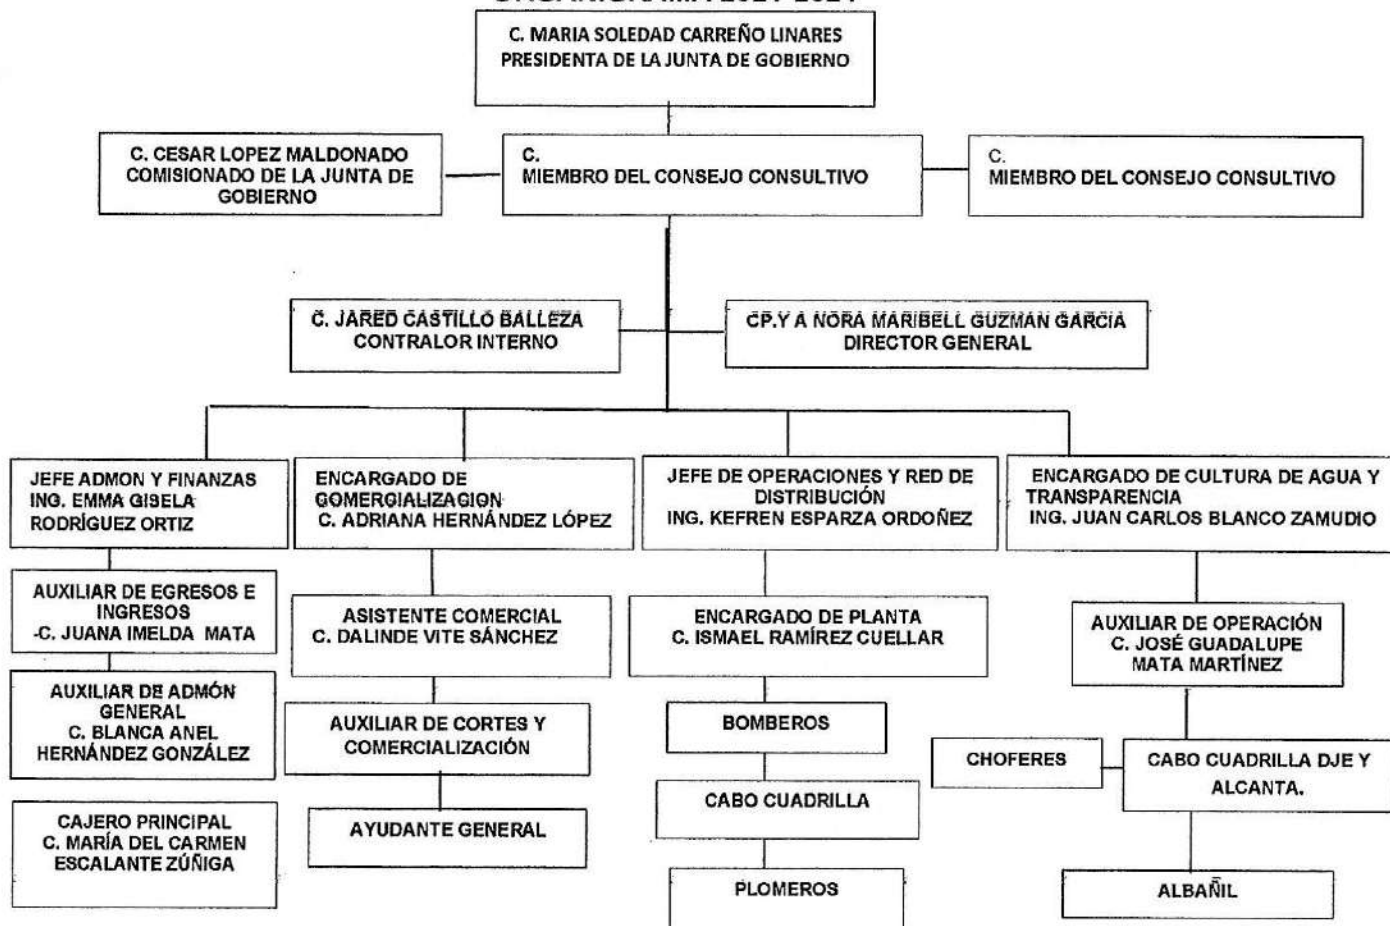 ORGANIGRAMA 2021-2024
C. MARIA SOLEDAD CARREÑO LINARES
PRESIDENTA DE LA JUNTA DE GOBIERNO
C. CESAR LOPEZ MALDONADO
COMISIONADO DE LA JUNTA DE
GOBIERNO
C.
MIEMBRO DEL CONSEJO CONSULTIVO
C.
MIEMBRO DEL CONSEJO CONSULTIVO
C. JARED CASTILLO BALLEZA
CONTRALOR INTERNO
CP.Y A NORA MARIBELL GUZMAN GARCIA
DIRECTOR GENERAL
JEFE ADMON Y FINANZAS
ING. EMMA GISELA
RODRÍGUEZ ORTIZ
ENCARGADO DE
COMERCIALIZACION
C. ADRIANA HERNÁNDEZ LÓPEZ
JEFE DE OPERACIONES Y RED DE
DISTRIBUCIÓN
ING. KEFREN ESPARZA ORDOÑEZ
ENCARGADO DE CULTURA DE AGUA Y
TRANSPARENCIA
ING. JUAN CARLOS BLANCO ZAMUDIO
AUXILIAR DE EGRESOS E
INGRESOS
-C. JUANA IMELDA MATA
ASISTENTE COMERCIAL
C. DALINDE VITE SÁNCHEZ
ENCARGADO DE PLANTA
C. ISMAEL RAMÍREZ CUELLAR
AUXILIAR DE OPERACIÓN
C. JOSÉ GUADALUPE
MATA MARTÍNEZ
AUXILIAR DE ADMÓN
GENERAL
C. BLANCA ANEL
HERNÁNDEZ GONZÁLEZ
AUXILIAR DE CORTES Y
COMERCIALIZACIÓN
BOMBEROS
CHOFERES
CABO CUADRILLA DJE Y
ALCANTA.
CAJERO PRINCIPAL
C. MARÍA DEL CARMEN
ESCALANTE ZÚÑIGA
AYUDANTE GENERAL
CABO CUADRILLA
PLOMEROS
ALBAÑIL